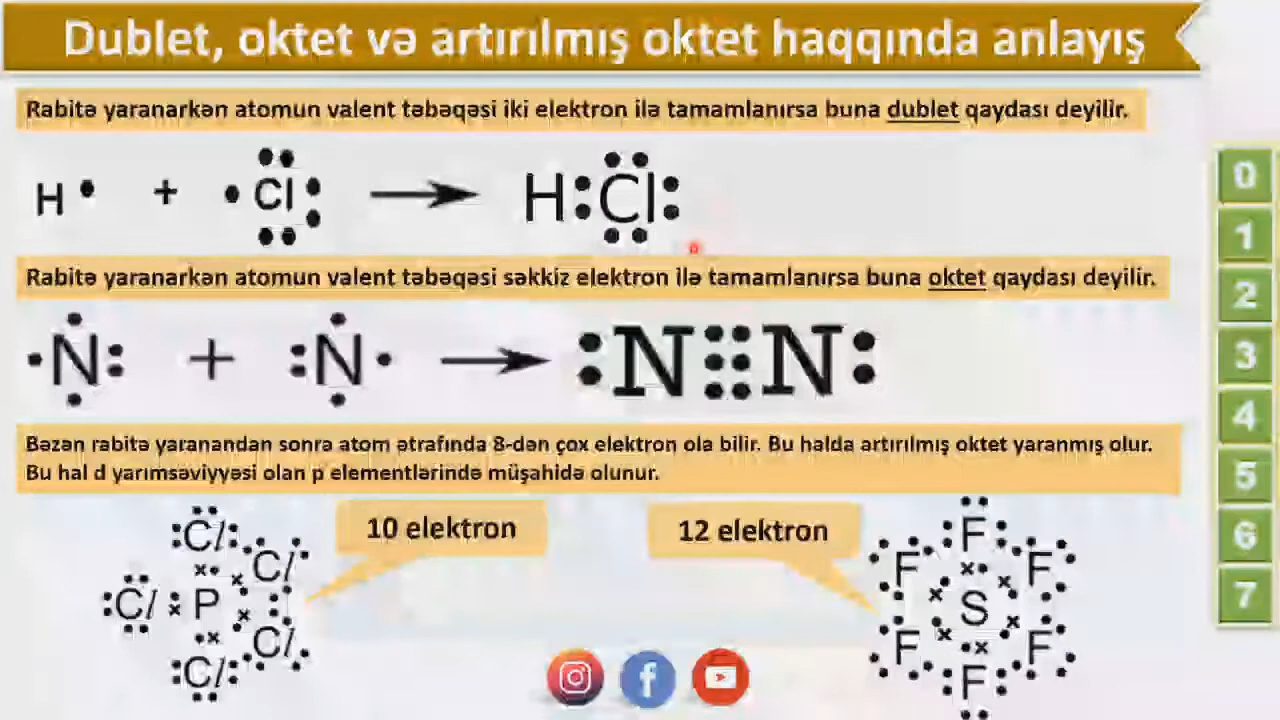 Dublet, oktet və artırılmış oktet haqqında anlayış
Rabitə yaranarkən atomun valent təbəqəsi iki elektron ilə tamamlanırsa buna dublet qaydası deyilir.
H + Cl H Cl
Rabitə yaranarkən atomun valent təbəqəsi səkkiz elektron ilə tamamlanırsa buna oktet qaydası deyilir.
N + N N N
Bəzən rabitə yaranandan sonra atom ətrafında 8-dən çox elektron ola bilir. Bu halda artırılmış oktet yaranmış olur.
Bu hal d yarımsəviyyəsi olan p elementlərində müşahidə olunur.
10 elektron
12 elektron
Cl
Cl
Cl P
Cl
Cl
F
F F
S
F F
F
0
1
2
3
4
5
6
7